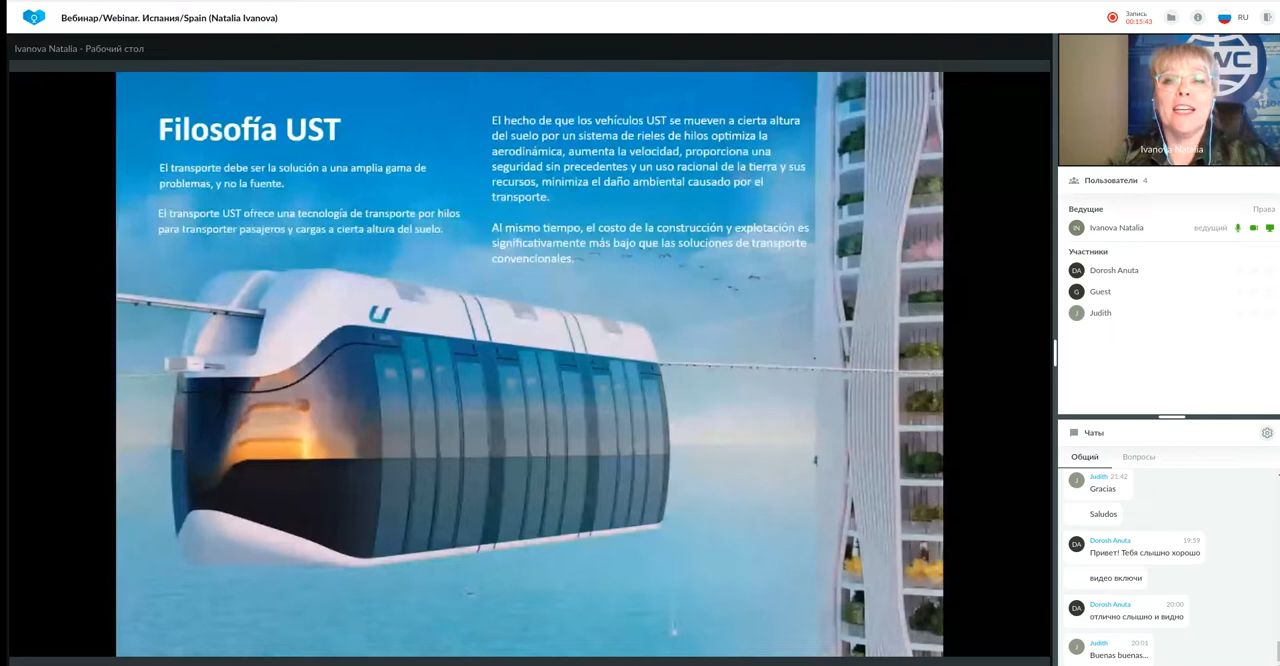 Вебинар/Webinar. Испания/Spain (Natalia Ivanova)
Запись
00:15:43
RU
Ivanova Natalia - Рабочий стол
Filosofía UST
El transporte debe ser la solución a una amplia gama de
problemas, y no la fuente.
El transporte UST ofrece una tecnología de transporte por hilos
para transporter pasajeros y cargas a cierta altura del suelo.
El hecho de que los vehículos UST se mueven a cierta altura
del suelo por un sistema de rieles de hilos optimiza la
aerodinámica, aumenta la velocidad, proporciona una
seguridad sin precedentes y un uso racional de la tierra y sus
recursos, minimiza el daño ambiental causado por el
transporte.
Al mismo tiempo, el costo de la construcción y explotación es
significativamente más bajo que las soluciones de transporte
convencionales.
U
WC
Ivanova Natalia
Пользователи 4
Ведущие Права
IN Ivanova Natalia ведущий
Участники
DA Dorosh Anuta
G Guest
J Judith
Чаты
Общий Вопросы
J Judith 21:42
Gracias
Saludos
DA Dorosh Anuta 19:59
Привет! Тебя слышно хорошо
видео включи
DA Dorosh Anuta 20:00
отлично слышно и видно
J Judith 20:01
Buenas buenas...